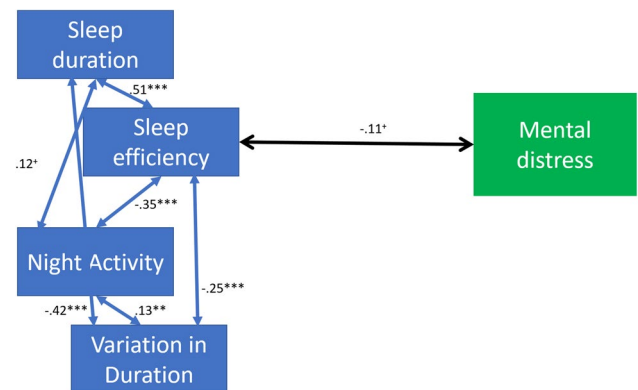 Sleep
duration
.51***
Sleep
efficiency
-.11⁺
Mental
distress
.12⁺
-.35***
Night Activity
-.25***
-.42***
.13**
Variation in
Duration